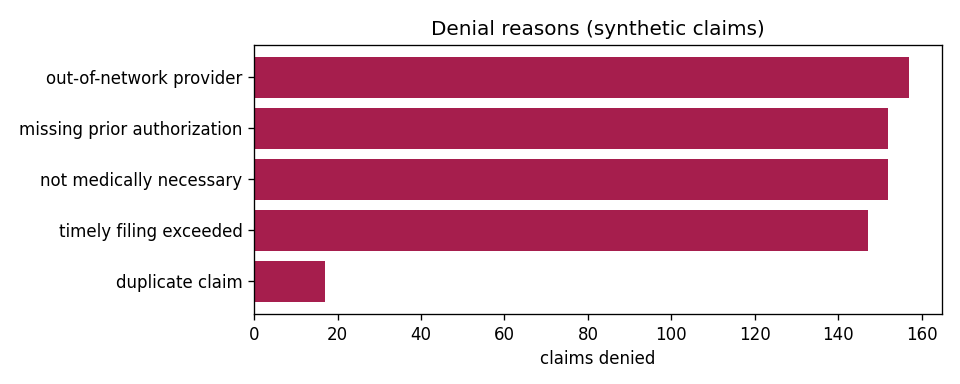 Denial reasons (synthetic claims)
out-of-network provider
missing prior authorization
not medically necessary
timely filing exceeded
duplicate claim
0 20 40 60 80 100 120 140 160
claims denied